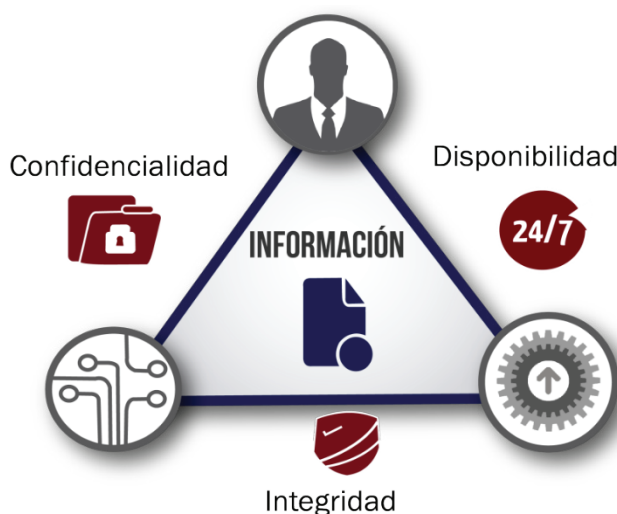 Confidencialidad
Disponibilidad
24/7
INFORMACIÓN
Integridad